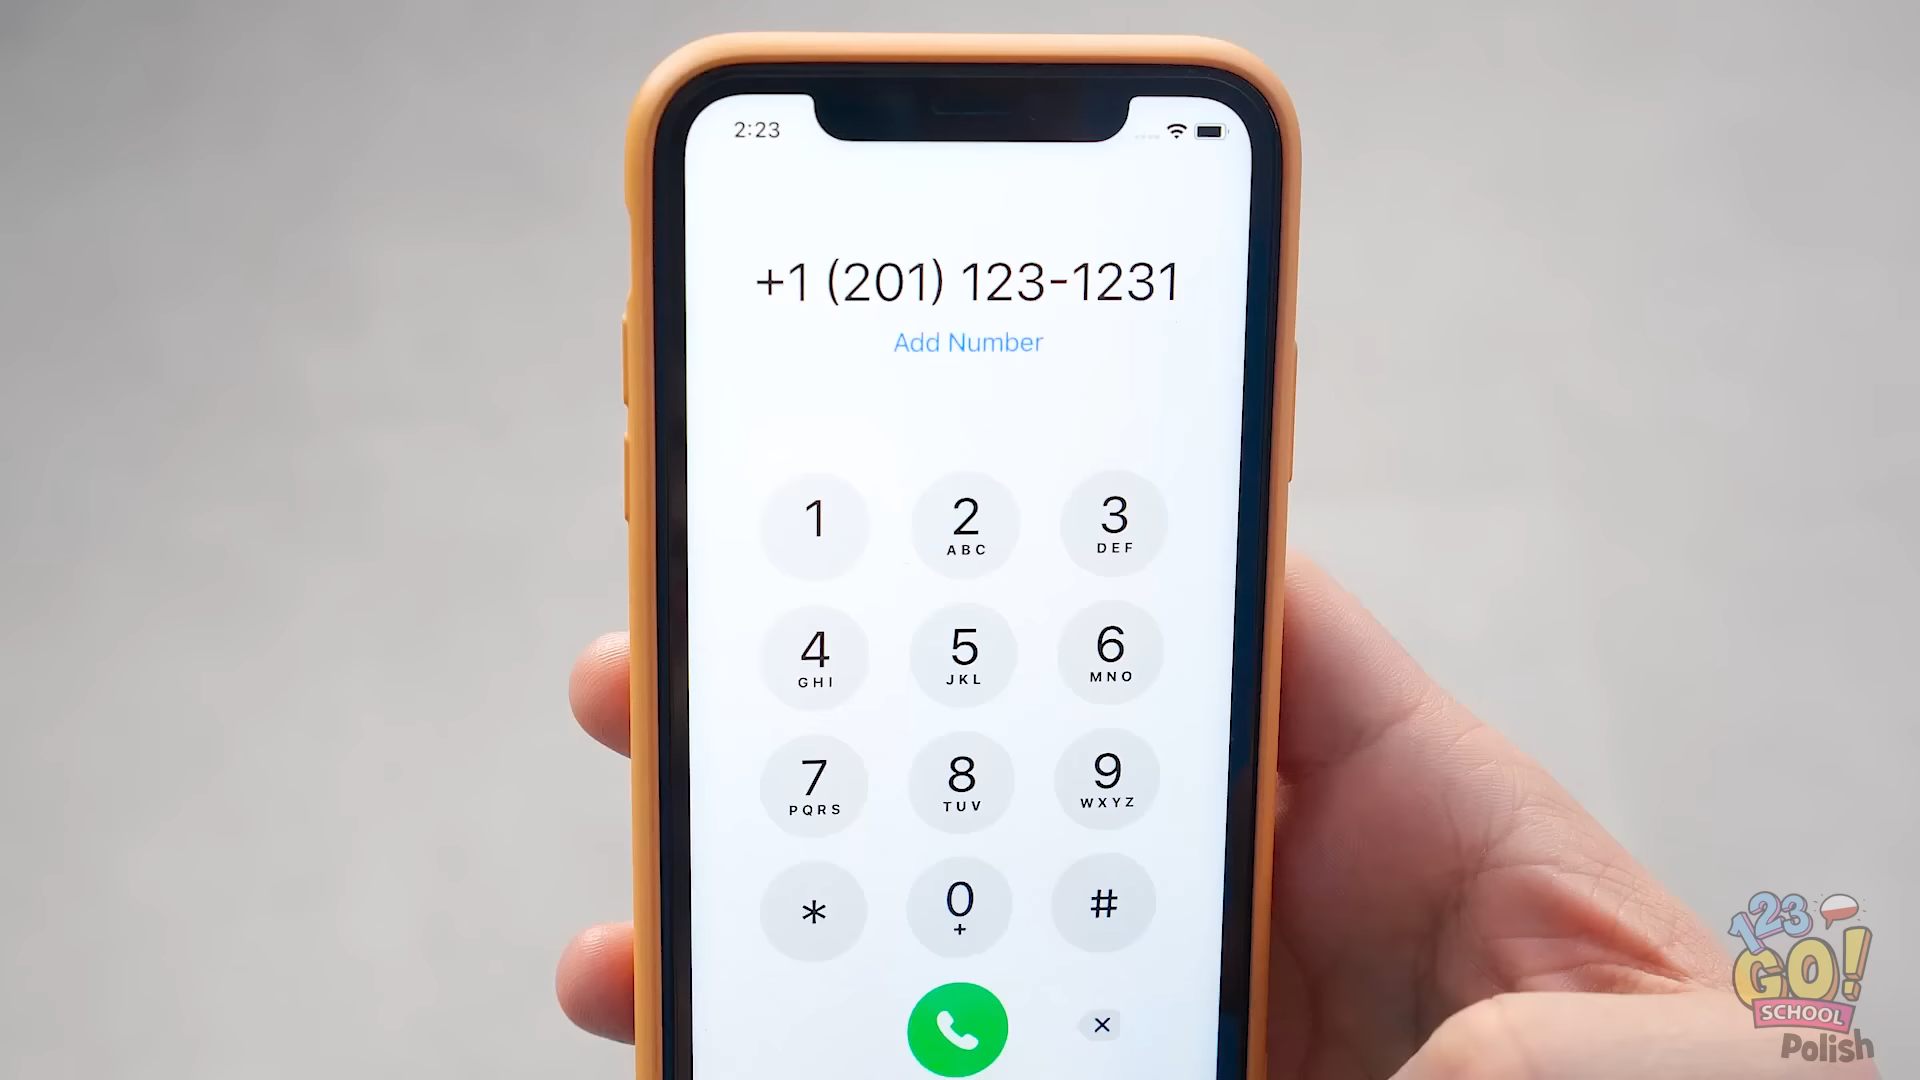 2:23
+1 (201) 123-1231
Add Number
1
2
ABC
3
DEF
4
GHI
5
JKL
6
MNO
7
PQRS
8
TUV
9
WXYZ
*
0
+
#
123
GO!
SCHOOL
Polish